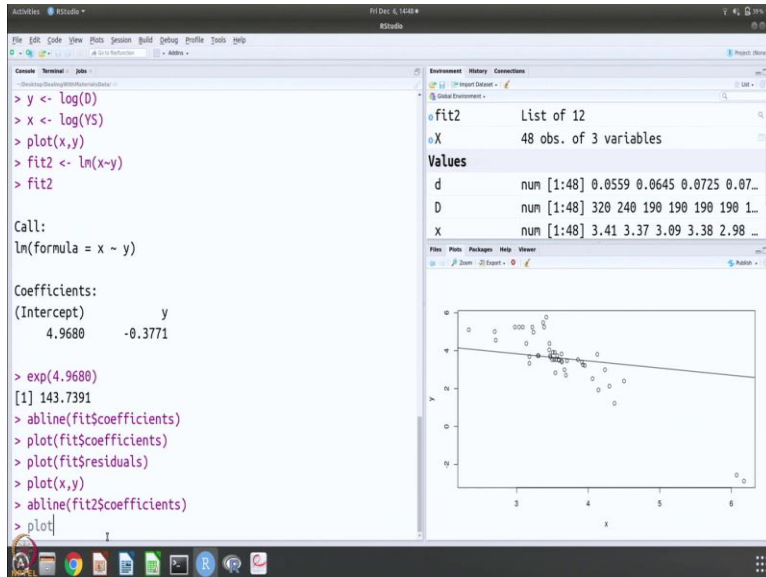 Activities RStudio Fri Dec 6, 14:48
RStudio
File Edit Code View Plots Session Build Debug Profile Tools Help
Go to file/function Addins Project: (None
Console Terminal Jobs
~/Desktop/DealingWithMaterialsData/
> y <- log(D)
> x <- log(YS)
> plot(x,y)
> fit2 <- lm(x~y)
> fit2
Call:
lm(formula = x ~ y)
Coefficients:
(Intercept) y
4.9680 -0.3771
> exp(4.9680)
[1] 143.7391
> abline(fit$coefficients)
> plot(fit$coefficients)
> plot(fit$residuals)
> plot(x,y)
> abline(fit2$coefficients)
> plot
Environment History Connections
Import Dataset List
Global Environment
fit2 List of 12
X 48 obs. of 3 variables
Values
d num [1:48] 0.0559 0.0645 0.0725 0.07…
D num [1:48] 320 240 190 190 190 190 1…
x num [1:48] 3.41 3.37 3.09 3.38 2.98 …
Files Plots Packages Help Viewer
Zoom Export Publish
y
6
4
2
0
-2
3 4 5 6
x
NPTEL